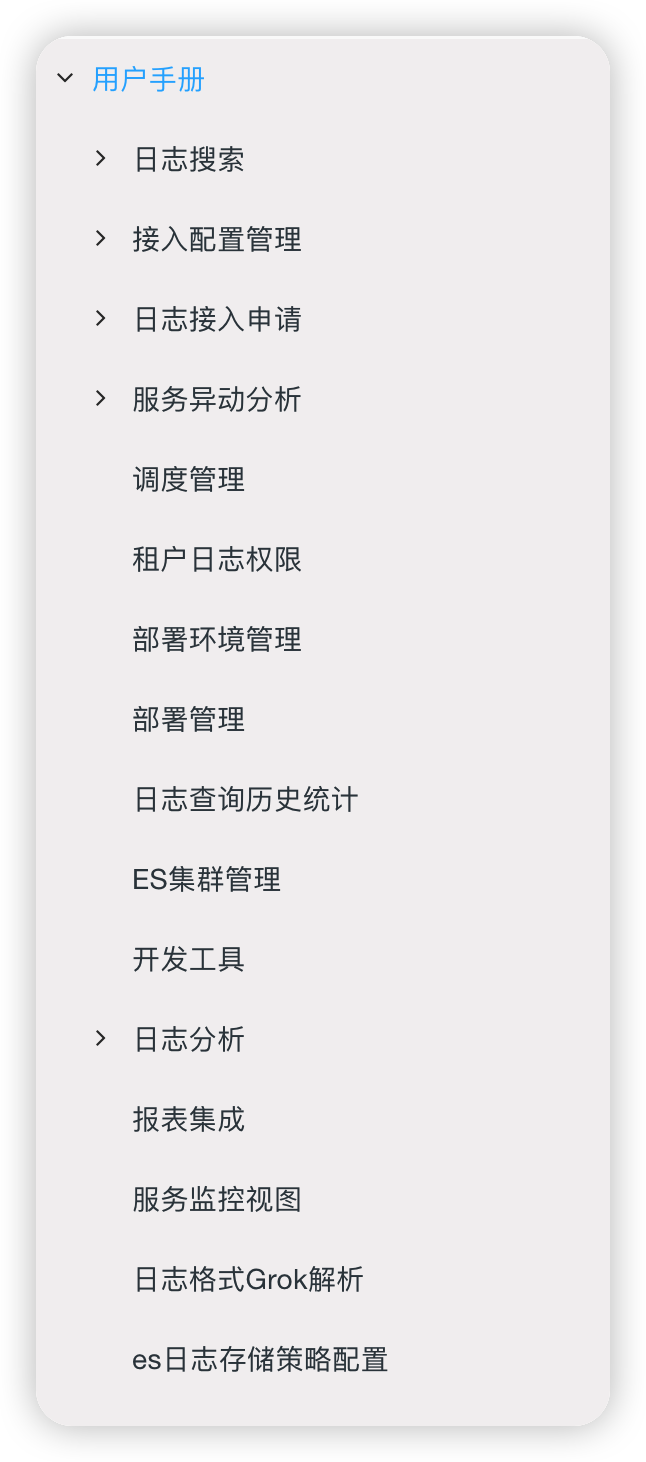 用户手册
日志搜索
接入配置管理
日志接入申请
服务异动分析
调度管理
租户日志权限
部署环境管理
部署管理
日志查询历史统计
ES集群管理
开发工具
日志分析
报表集成
服务监控视图
日志格式Grok解析
es日志存储策略配置